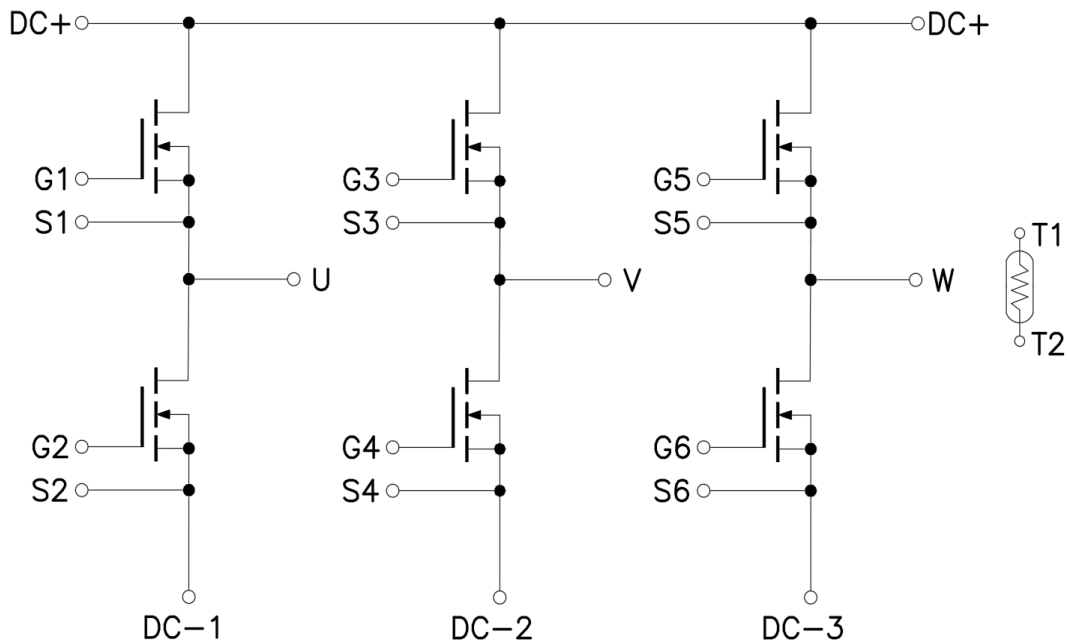 DC+ DC+
G1 G3 G5
S1 S3 S5
T1
U V W
T2
G2 G4 G6
S2 S4 S6
DC-1 DC-2 DC-3